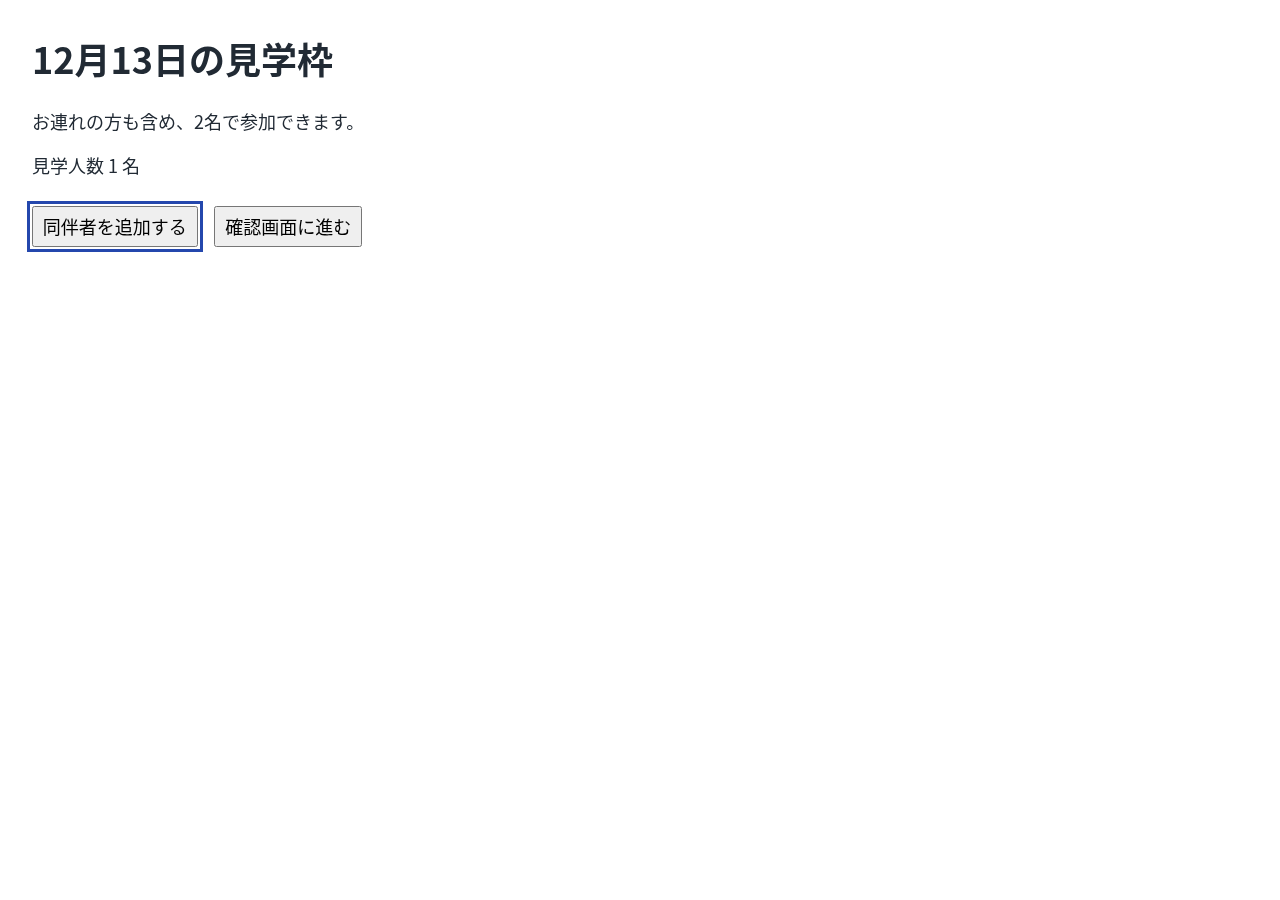 12月13日の見学枠
お連れの方も含め、2名で参加できます。
見学人数 1 名
同伴者を追加する 確認画面に進む